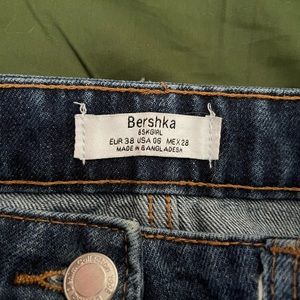 Bershka
BSKGIRL
EUR 38 USA 06 MEX 28
MADE IN BANGLADESH